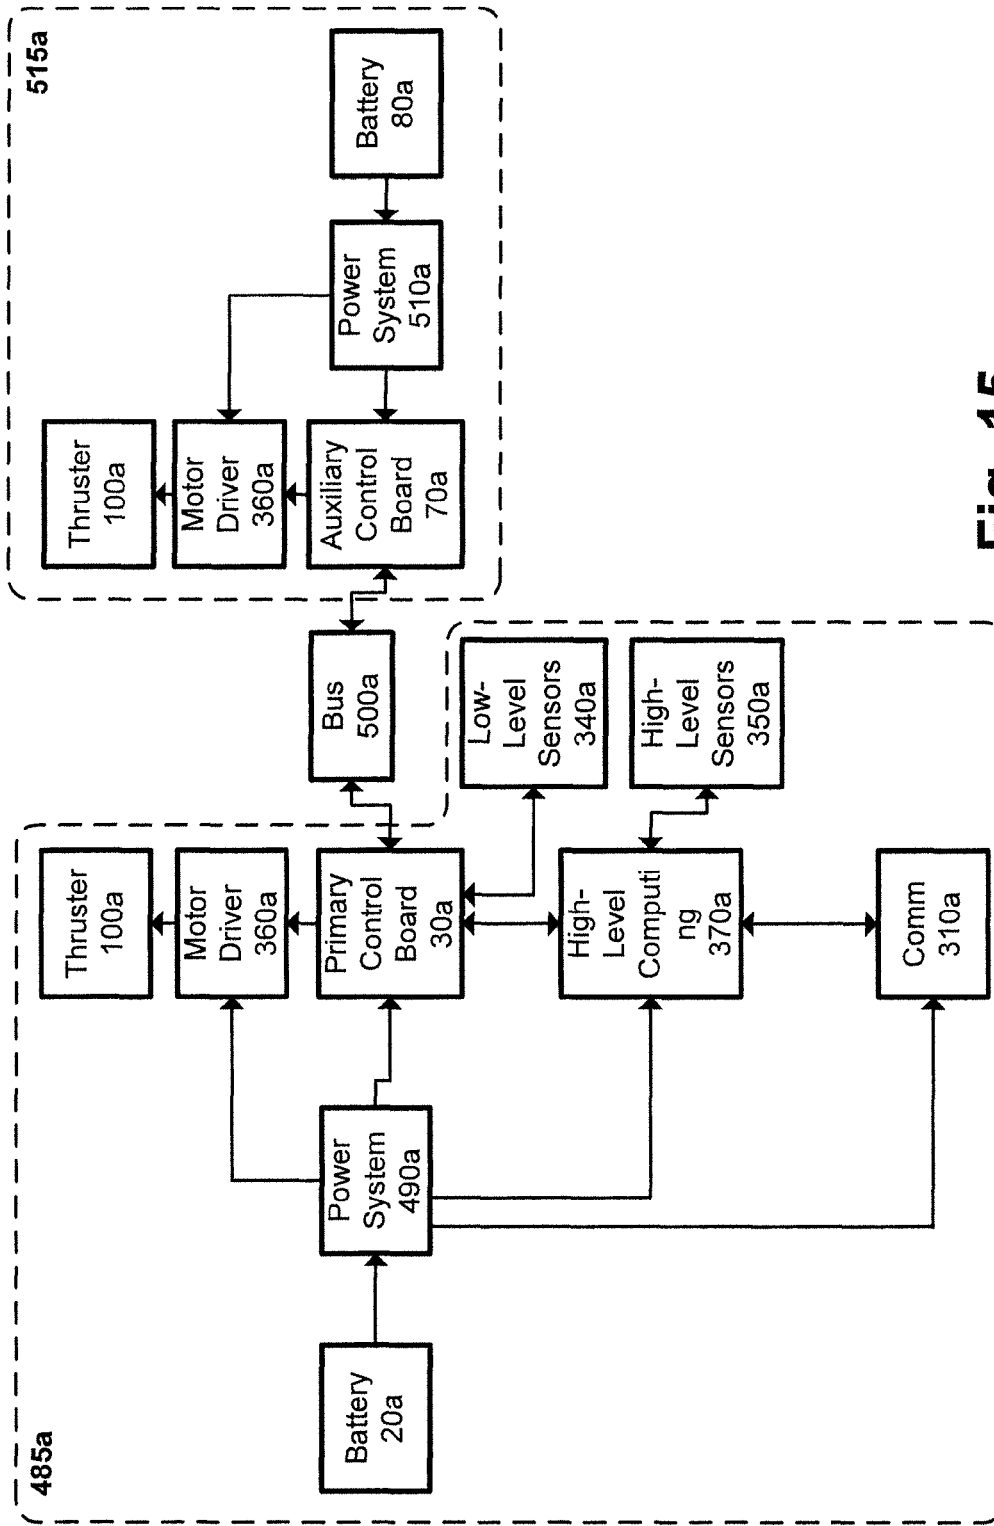 485a
Battery
20a
Power
System
490a
Thruster
100a
Motor
Driver
360a
Primary
Control
Board
30a
High-
Level
Computi
ng
370a
Comm
310a
Low-
Level
Sensors
340a
High-
Level
Sensors
350a
Bus
500a
515a
Thruster
100a
Motor
Driver
360a
Auxiliary
Control
Board
70a
Power
System
510a
Battery
80a
Fig. 15